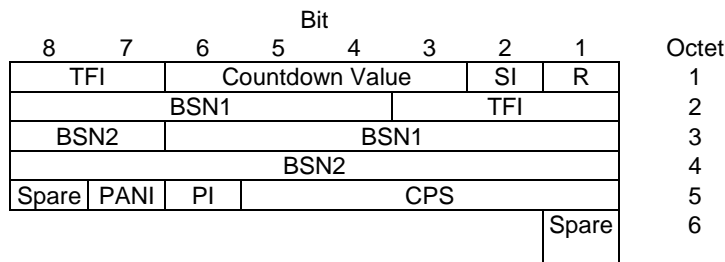 Bit
8 7 6 5 4 3 2 1 Octet
TFI Countdown Value SI R 1
BSN1 TFI 2
BSN2 BSN1 3
BSN2 4
Spare PANI PI CPS 5
Spare 6